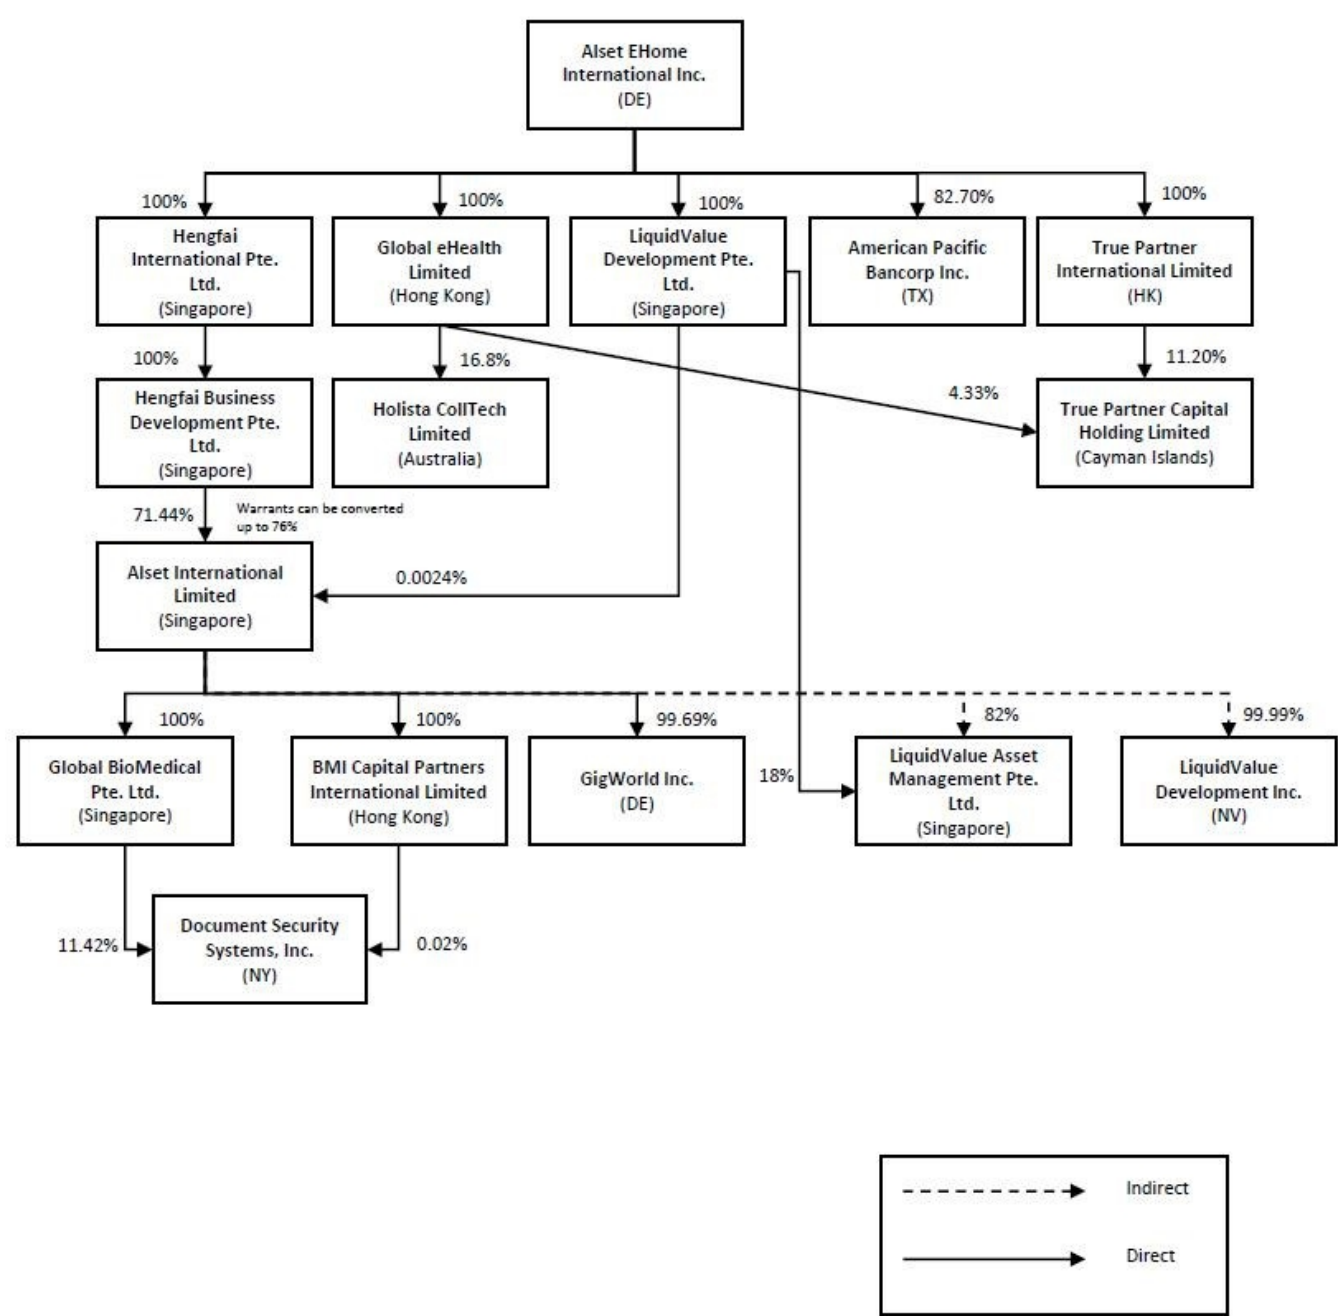 Alset EHome
International Inc.
(DE)
100%
100%
100%
82.70%
100%
Hengfai
International Pte.
Ltd.
(Singapore)
Global eHealth
Limited
(Hong Kong)
LiquidValue
Development Pte.
Ltd.
(Singapore)
American Pacific
Bancorp Inc.
(TX)
True Partner
International Limited
(HK)
100%
16.8%
4.33%
11.20%
Hengfai Business
Development Pte.
Ltd.
(Singapore)
Holista CollTech
Limited
(Australia)
True Partner Capital
Holding Limited
(Cayman Islands)
71.44%
Warrants can be converted
up to 76%
Alset International
Limited
(Singapore)
0.0024%
100%
100%
99.69%
82%
99.99%
Global BioMedical
Pte. Ltd.
(Singapore)
BMI Capital Partners
International Limited
(Hong Kong)
GigWorld Inc.
(DE)
18%
LiquidValue Asset
Management Pte.
Ltd.
(Singapore)
LiquidValue
Development Inc.
(NV)
11.42%
Document Security
Systems, Inc.
(NY)
0.02%
Indirect
Direct